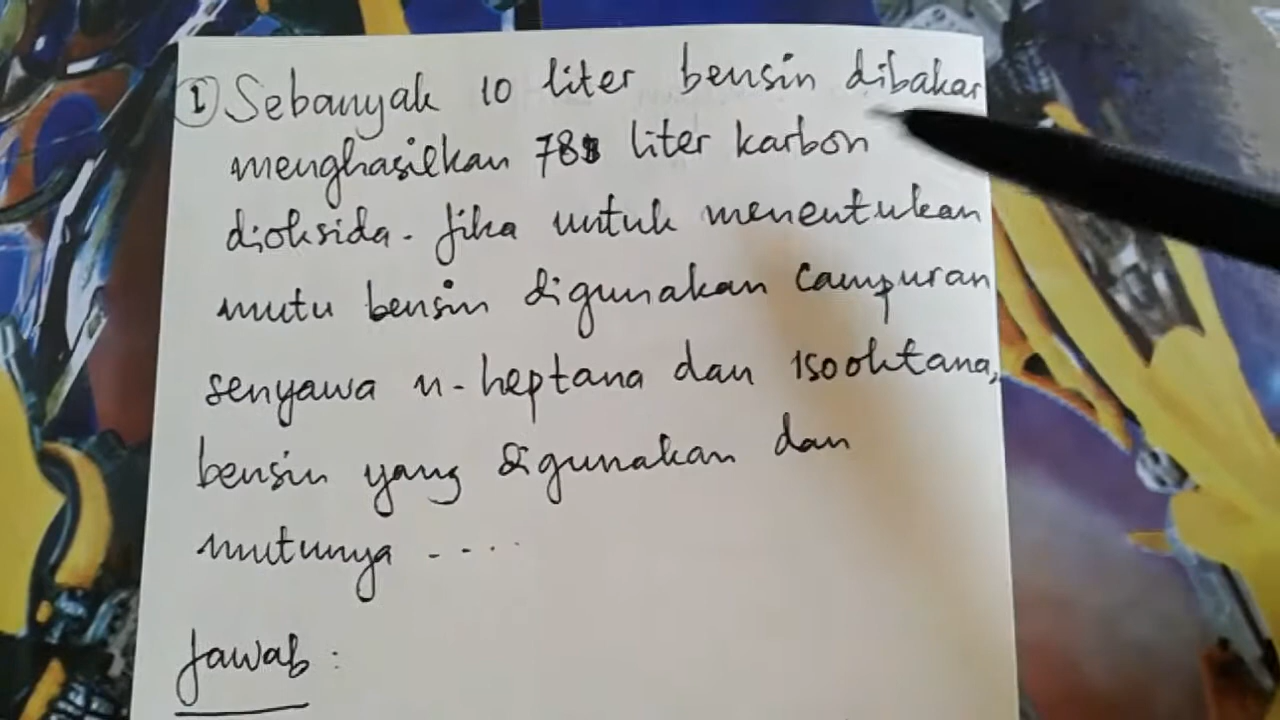 1 Sebanyak 10 liter bensin dibakar
menghasilkan 78 liter karbon
dioksida. Jika untuk menentukan
mutu bensin digunakan campuran
senyawa n-heptana dan isooktana,
bensin yang digunakan dan
mutunya ....
Jawab :